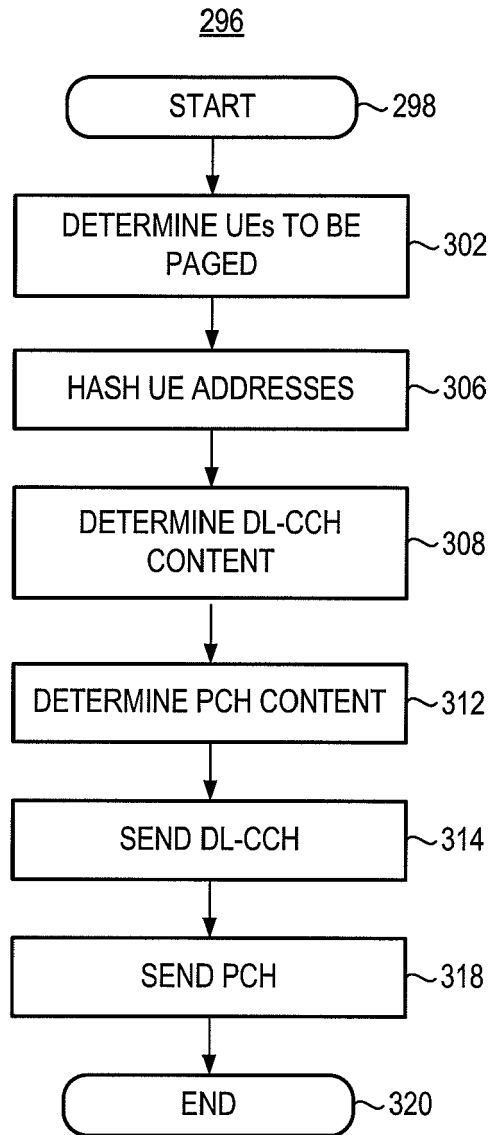 296
START
298
DETERMINE UEs TO BE
PAGED
302
HASH UE ADDRESSES
306
DETERMINE DL-CCH
CONTENT
308
DETERMINE PCH CONTENT
312
SEND DL-CCH
314
SEND PCH
318
END
320